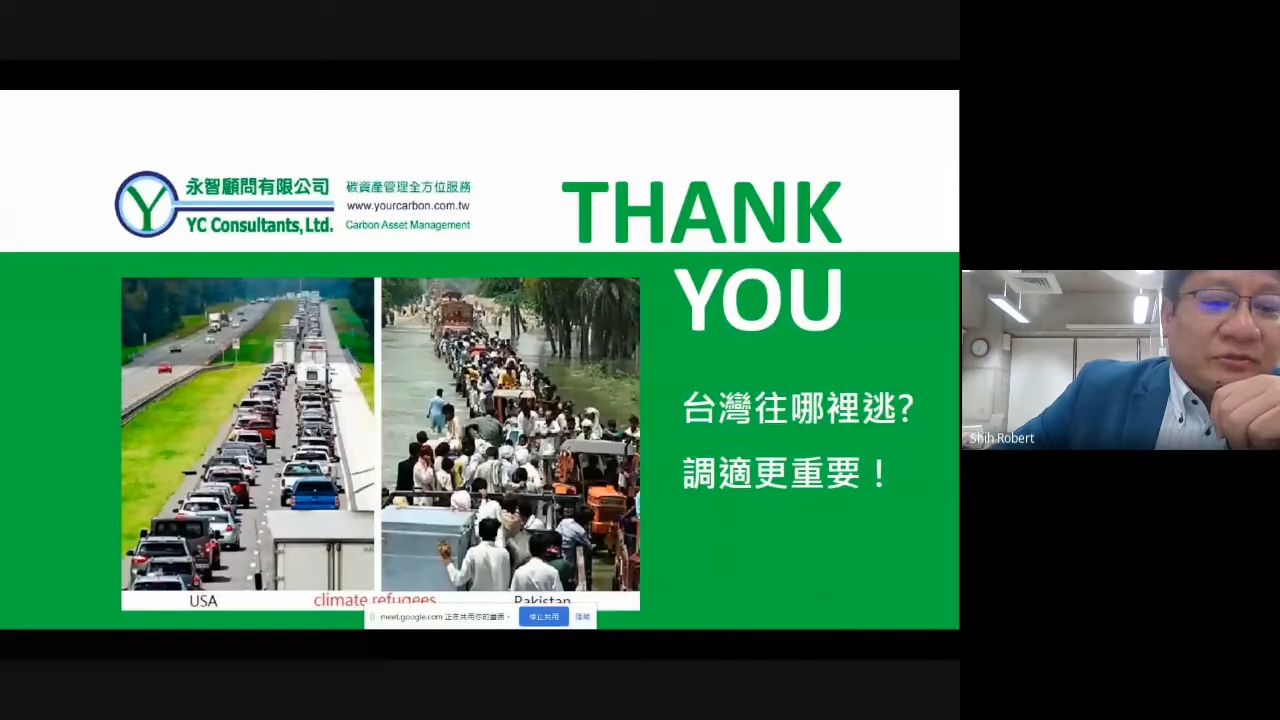 永智顧問有限公司
YC Consultants, Ltd.
碳資產管理全方位服務
www.yourcarbon.com.tw
Carbon Asset Management
THANK
YOU
台灣往哪裡逃?
調適更重要！
USA
climate refugees
Pakistan
meet.google.com 正在共用你的畫面。
停止共用
隱藏
Shih Robert